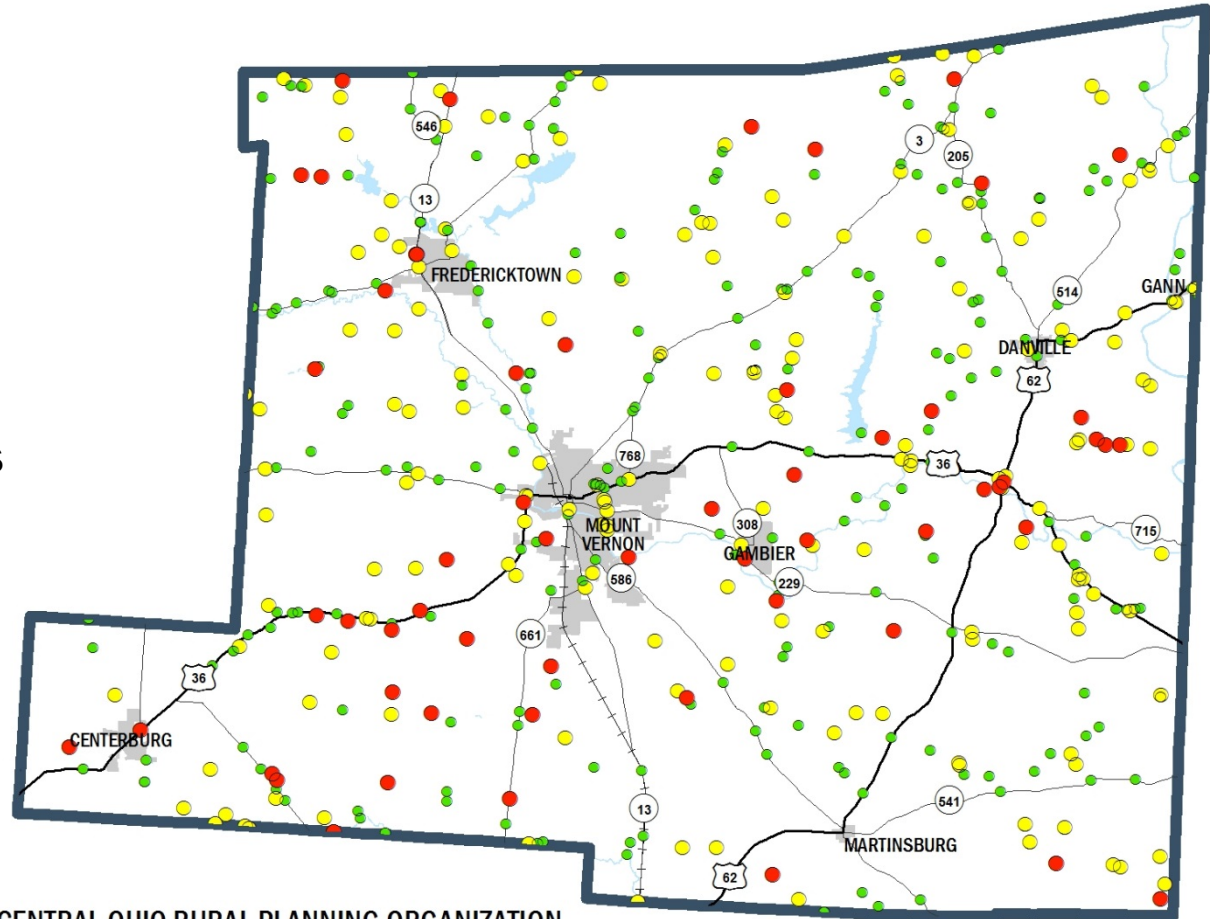 546
3
205
13
FREDERICKTOWN
514
GANN
DANVILLE
62
S
768
36
MOUNT
VERNON
308
GAMBIER
715
586
229
661
36
CENTERBURG
13
541
MARTINSBURG
62
CENTRAL OHIO RURAL PLANNING ORGANIZATION